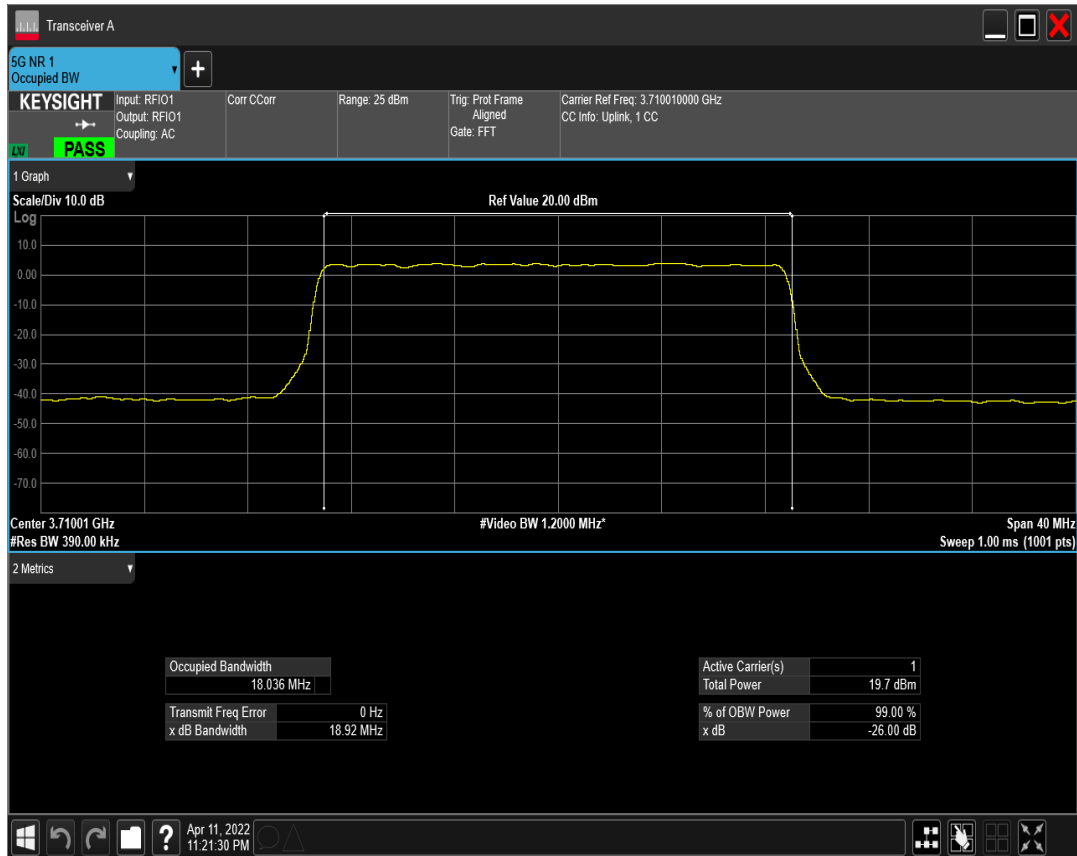 Transceiver A
5G NR 1
Occupied BW
+
KEYSIGHT
LXI
PASS
Input: RFIO1
Output: RFIO1
Coupling: AC
Corr CCorr
Range: 25 dBm
Trig: Prot Frame
Aligned
Gate: FFT
Carrier Ref Freq: 3.710010000 GHz
CC Info: Uplink, 1 CC
1 Graph
Scale/Div 10.0 dB
Ref Value 20.00 dBm
Log
10.0
0.00
-10.0
-20.0
-30.0
-40.0
-50.0
-60.0
-70.0
Center 3.71001 GHz
#Video BW 1.2000 MHz*
Span 40 MHz
#Res BW 390.00 kHz
Sweep 1.00 ms (1001 pts)
2 Metrics
Occupied Bandwidth
18.036 MHz
Transmit Freq Error 0 Hz
x dB Bandwidth 18.92 MHz
Active Carrier(s) 1
Total Power 19.7 dBm
% of OBW Power 99.00 %
x dB -26.00 dB
?
Apr 11, 2022
11:21:30 PM